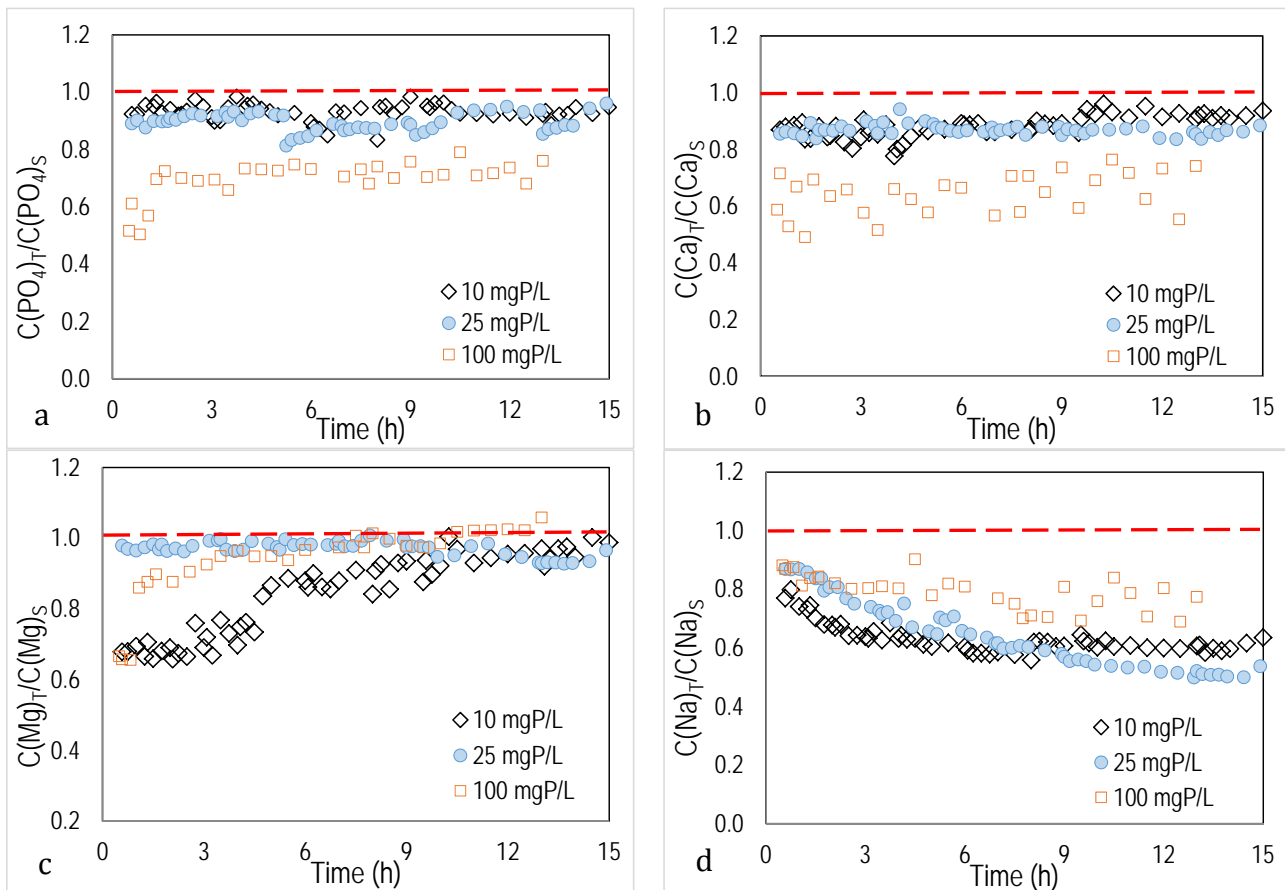 1.2
1.0
0.8
0.6
0.4
0.2
0.0
C(PO₄)T/C(PO₄)S
10 mgP/L
25 mgP/L
100 mgP/L
0 3 6 9 12 15
Time (h)
a
1.2
1.0
0.8
0.6
0.4
0.2
0.0
C(Ca)T/C(Ca)S
10 mgP/L
25 mgP/L
100 mgP/L
0 3 6 9 12 15
Time (h)
b
1.2
1.0
0.8
0.6
0.4
0.2
C(Mg)T/C(Mg)S
10 mgP/L
25 mgP/L
100 mgP/L
0 3 6 9 12 15
Time (h)
c
1.2
1.0
0.8
0.6
0.4
0.2
0.0
C(Na)T/C(Na)S
10 mgP/L
25 mgP/L
100 mgP/L
0 3 6 9 12 15
Time (h)
d